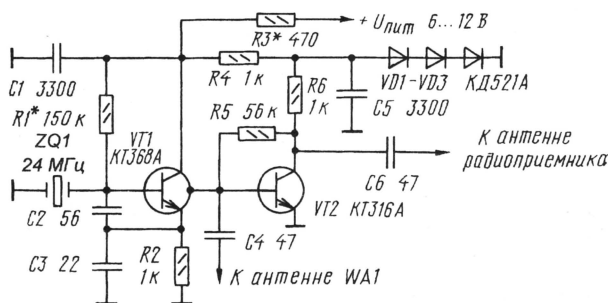 R3* 470
+ Uпит 6...12 В
C1 3300
R4 1к
R6
1к
VD1-VD3 КД521А
R1* 150к
R5 56к
C5 3300
ZQ1
24 МГц
VT1
КТ368А
К антенне
радиоприемника
C6 47
C2 56
VT2 КТ316А
C3 22
R2
1к
C4 47
К антенне WA1